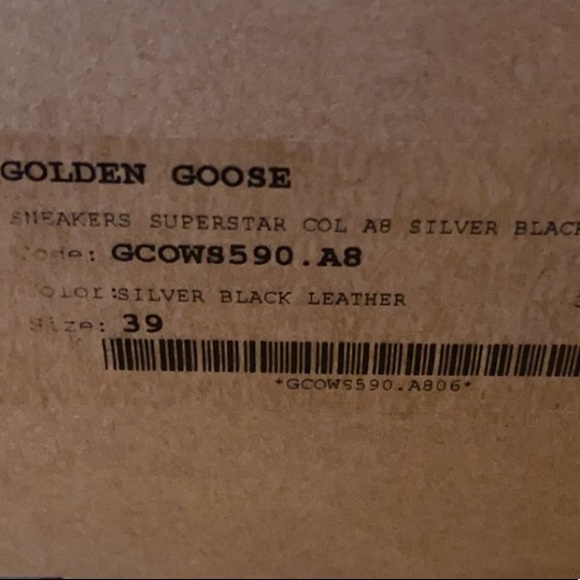 GOLDEN GOOSE
SNEAKERS SUPERSTAR COL A8 SILVER BLACK
Code: GCOWS590.A8
Color:SILVER BLACK LEATHER
Size: 39
*GCOWS590.A806*